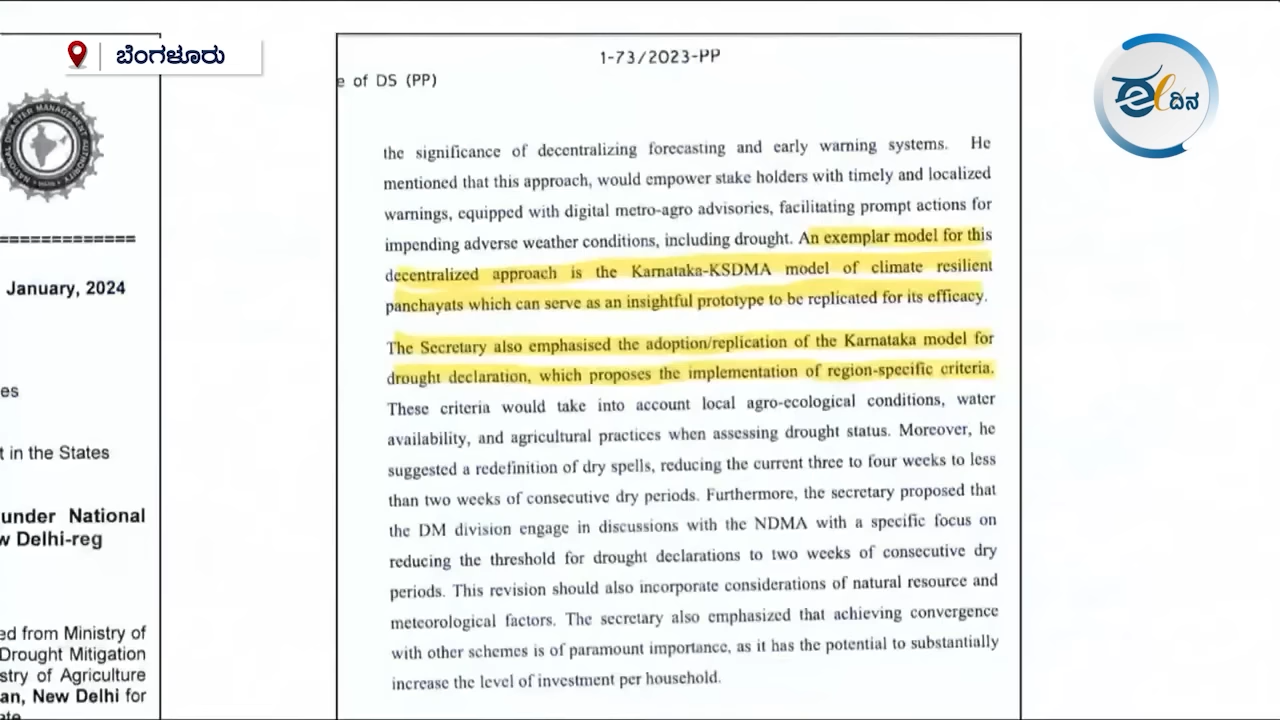 ಬೆಂಗಳೂರು
ಈ el ದಿನ
NATIONAL DISASTER MANAGEMENT AUTHORITY
===============
January, 2024
es
t in the States
under National
w Delhi-reg
ed from Ministry of
Drought Mitigation
stry of Agriculture
an, New Delhi for
ate
1-73/2023-PP
e of DS (PP)
the significance of decentralizing forecasting and early warning systems. He
mentioned that this approach, would empower stake holders with timely and localized
warnings, equipped with digital metro-agro advisories, facilitating prompt actions for
impending adverse weather conditions, including drought. An exemplar model for this
decentralized approach is the Karnataka-KSDMA model of climate resilient
panchayats which can serve as an insightful prototype to be replicated for its efficacy.
The Secretary also emphasised the adoption/replication of the Karnataka model for
drought declaration, which proposes the implementation of region-specific criteria.
These criteria would take into account local agro-ecological conditions, water
availability, and agricultural practices when assessing drought status. Moreover, he
suggested a redefinition of dry spells, reducing the current three to four weeks to less
than two weeks of consecutive dry periods. Furthermore, the secretary proposed that
the DM division engage in discussions with the NDMA with a specific focus on
reducing the threshold for drought declarations to two weeks of consecutive dry
periods. This revision should also incorporate considerations of natural resource and
meteorological factors. The secretary also emphasized that achieving convergence
with other schemes is of paramount importance, as it has the potential to substantially
increase the level of investment per household.